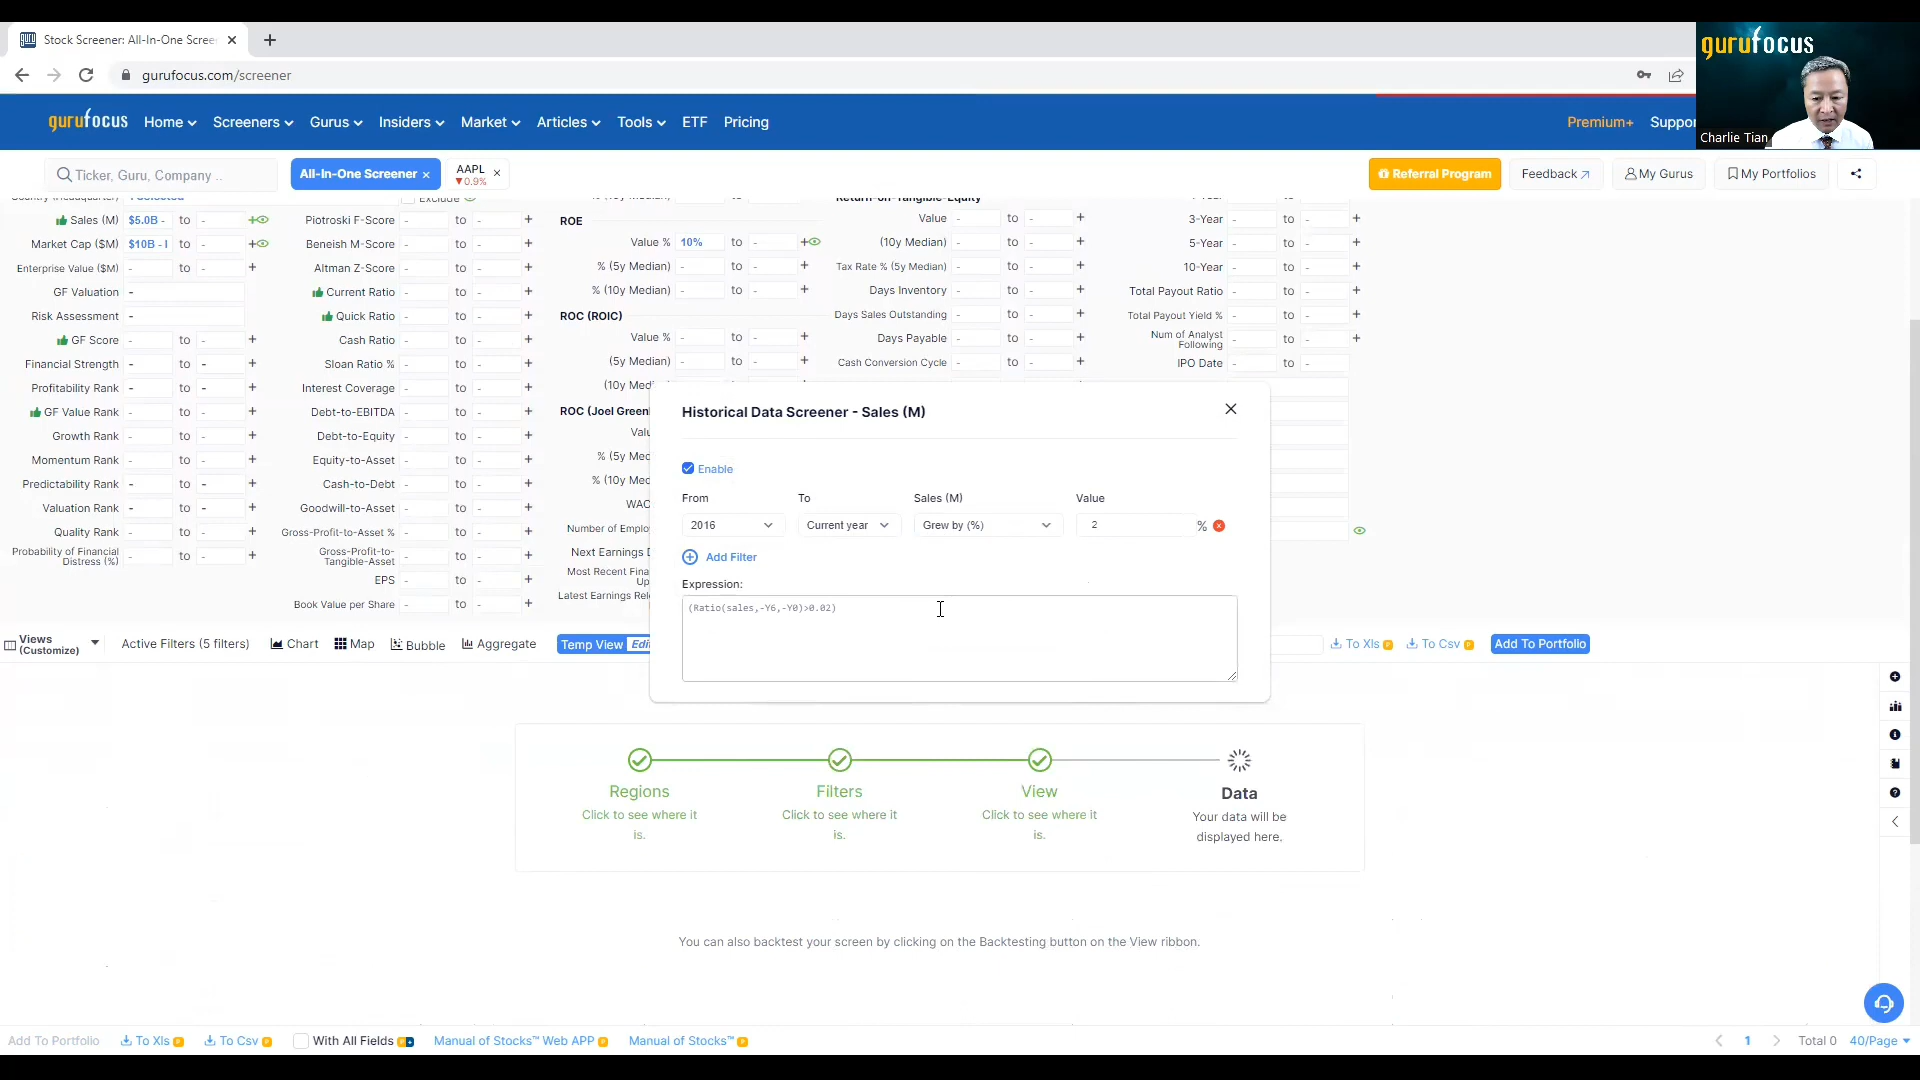 Stock Screener: All-In-One Scree
gurufocus.com/screener
gurufocus
Charlie Tian
gurufocus Home Screeners Gurus Insiders Market Articles Tools ETF Pricing Premium+ Suppor
Ticker, Guru, Company .. All-In-One Screener × AAPL × Referral Program Feedback My Gurus My Portfolios
▼0.9%
Sales (M) $5.0B - to -
Market Cap ($M) $10B - to -
Enterprise Value ($M) - to -
GF Valuation -
Risk Assessment -
GF Score - to -
Financial Strength - to -
Profitability Rank - to -
GF Value Rank - to -
Growth Rank - to -
Momentum Rank - to -
Predictability Rank - to -
Valuation Rank - to -
Quality Rank - to -
Probability of Financial
Distress (%) - to -
Exclude
Piotroski F-Score - to -
Beneish M-Score - to -
Altman Z-Score - to -
Current Ratio - to -
Quick Ratio - to -
Cash Ratio - to -
Sloan Ratio % - to -
Interest Coverage - to -
Debt-to-EBITDA - to -
Debt-to-Equity - to -
Equity-to-Asset - to -
Cash-to-Debt - to -
Goodwill-to-Asset - to -
Gross-Profit-to-Asset % - to -
Gross-Profit-to-
Tangible-Asset - to -
EPS - to -
Book Value per Share - to -
ROE
Value % 10% to -
% (5y Median) - to -
% (10y Median) - to -
ROC (ROIC)
Value % - to -
(5y Median) - to -
(10y Med
ROC (Joel Greenl
Valu
% (5y Med
% (10y Med
WAC
Number of Emplo
Next Earnings D
Most Recent Fina
Up
Latest Earnings Rel
Return-on-Tangible-Equity
Value - to -
(10y Median) - to -
Tax Rate % (5y Median) - to -
Days Inventory - to -
Days Sales Outstanding - to -
Days Payable - to -
Cash Conversion Cycle - to -
3-Year - to -
5-Year - to -
10-Year - to -
Total Payout Ratio - to -
Total Payout Yield % - to -
Num of Analyst
Following - to -
IPO Date - to -
Historical Data Screener - Sales (M)
Enable
From To Sales (M) Value
2016 Current year Grew by (%) 2 %
Add Filter
Expression:
(Ratio(sales,-Y6,-Y0)>0.02)
Views
(Customize) Active Filters (5 filters) Chart Map Bubble Aggregate Temp View Edi To Xls To Csv Add To Portfolio
Regions Filters View Data
Click to see where it is. Click to see where it is. Click to see where it is. Your data will be displayed here.
You can also backtest your screen by clicking on the Backtesting button on the View ribbon.
Add To Portfolio To Xls To Csv With All Fields Manual of Stocks™ Web APP Manual of Stocks™ 1 Total 0 40/Page